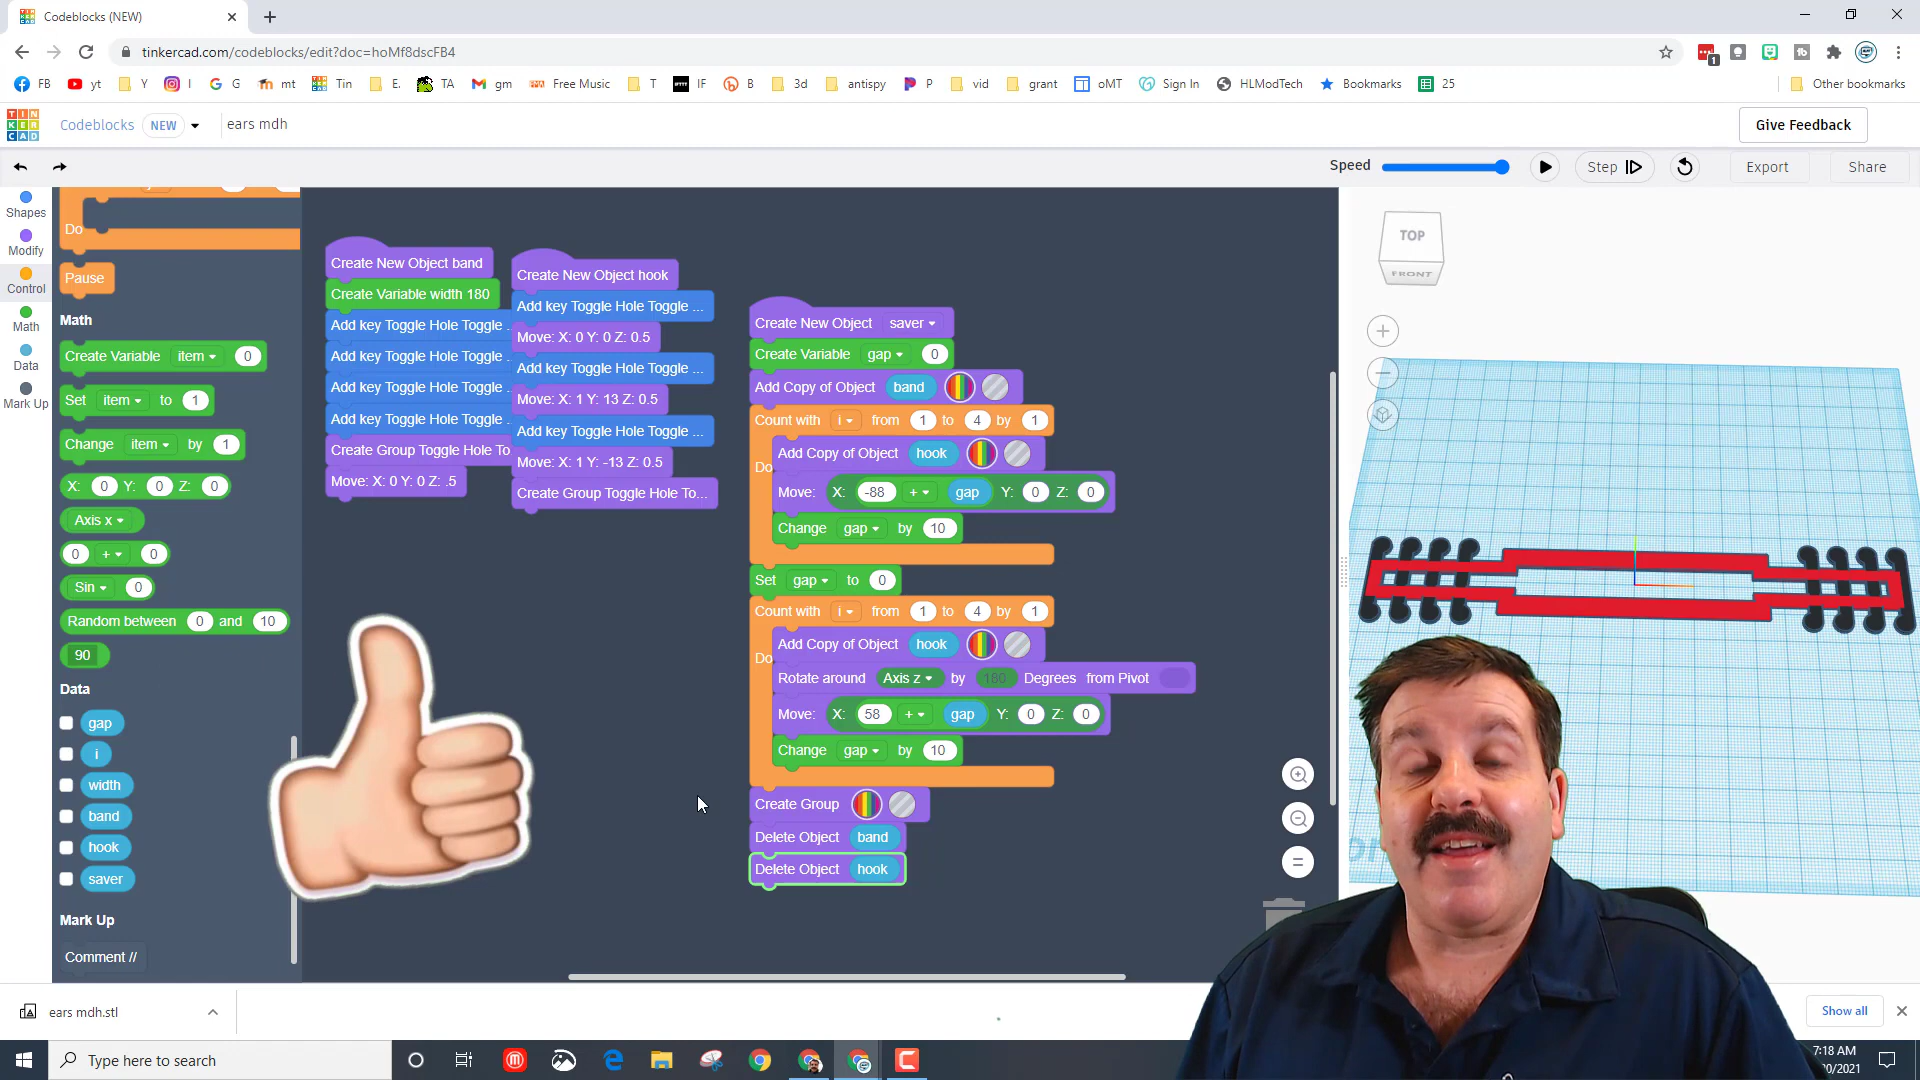 Codeblocks (NEW)
tinkercad.com/codeblocks/edit?doc=hoMf8dscFB4
1
FB yt Y I G mt Tin E. TA gm Free Music T IF B 3d antispy P vid grant oMT Sign In HLModTech Bookmarks 25 Other bookmarks
TIN
KER
CAD
Codeblocks NEW ears mdh Give Feedback
Speed Step Export Share
Shapes
Modify
Control
Math
Data
Mark Up
Do
Pause
Math
Create Variable item 0
Set item to 1
Change item by 1
X: 0 Y: 0 Z: 0
Axis x
0 + 0
Sin 0
Random between 0 and 10
90
Data
gap
i
width
band
hook
saver
Mark Up
Comment //
Create New Object band
Create Variable width 180
Add key Toggle Hole Toggle .
Add key Toggle Hole Toggle .
Add key Toggle Hole Toggle .
Add key Toggle Hole Toggle .
Create Group Toggle Hole To
Move: X: 0 Y: 0 Z: .5
Create New Object hook
Add key Toggle Hole Toggle ...
Move: X: 0 Y: 0 Z: 0.5
Add key Toggle Hole Toggle ...
Move: X: 1 Y: 13 Z: 0.5
Add key Toggle Hole Toggle ...
Move: X: 1 Y: -13 Z: 0.5
Create Group Toggle Hole To...
Create New Object saver
Create Variable gap 0
Add Copy of Object band
Count with i from 1 to 4 by 1
Do
Add Copy of Object hook
Move: X: -88 + gap Y: 0 Z: 0
Change gap by 10
Set gap to 0
Count with i from 1 to 4 by 1
Do
Add Copy of Object hook
Rotate around Axis z by 180 Degrees from Pivot
Move: X: 58 + gap Y: 0 Z: 0
Change gap by 10
Create Group
Delete Object band
Delete Object hook
TOP
FRONT
ears mdh.stl
Show all
Type here to search
7:18 AM